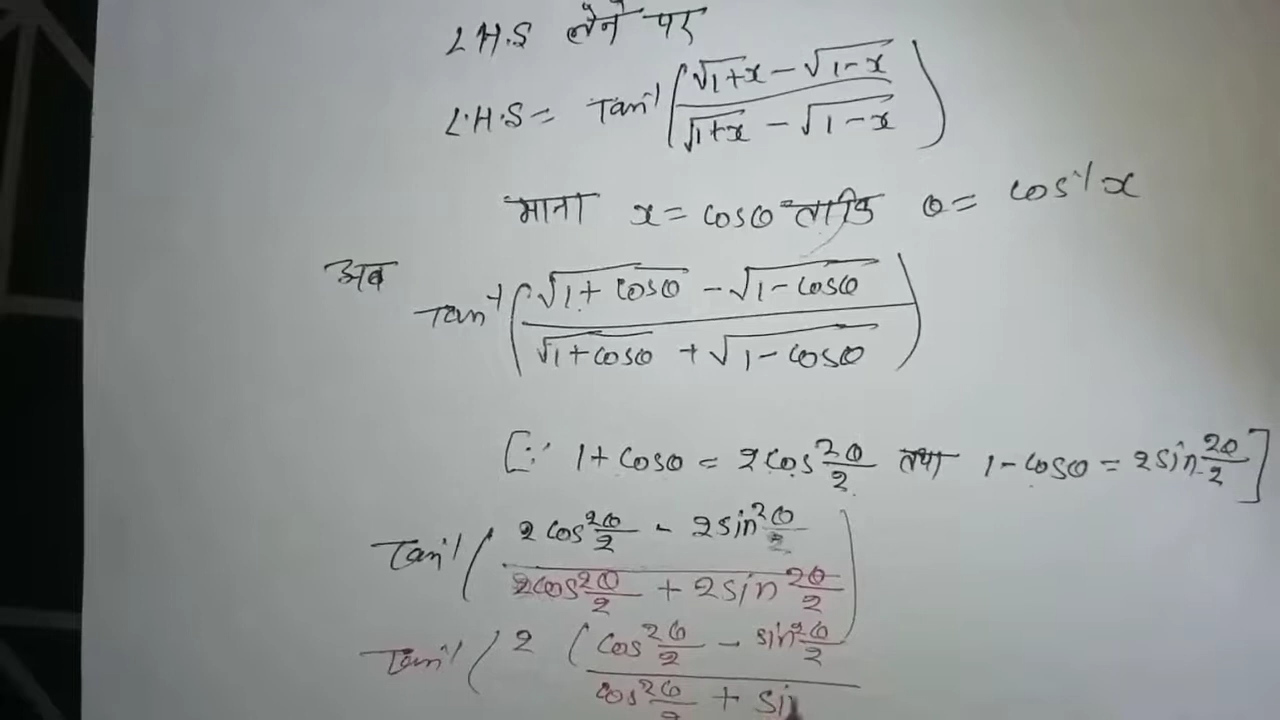 L.H.S लेने पर
L.H.S = Tan⁻¹ ( (√1+x − √1−x) / (√1+x − √1−x) )
माना x = cosθ ताकि θ = cos⁻¹x
अब Tan⁻¹ ( (√1+cosθ − √1−cosθ) / (√1+cosθ + √1−cosθ) )
[∵ 1+cosθ = 2cos²θ/2 तथा 1−cosθ = 2sin²θ/2]
Tan⁻¹ ( (2cos²θ/2 − 2sin²θ/2) / (2cos²θ/2 + 2sin²θ/2) )
Tan⁻¹ ( 2 ( (cos²θ/2 − sin²θ/2) / (cos²θ/2 + sin